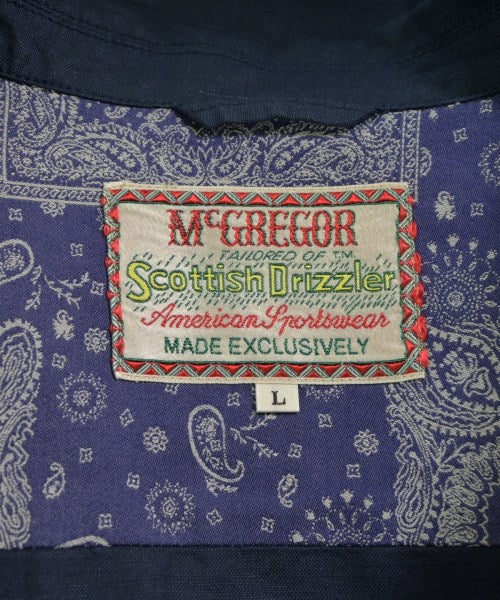 McGREGOR
TAILORED OF ™
Scottish Drizzler
American Sportswear
MADE EXCLUSIVELY
L